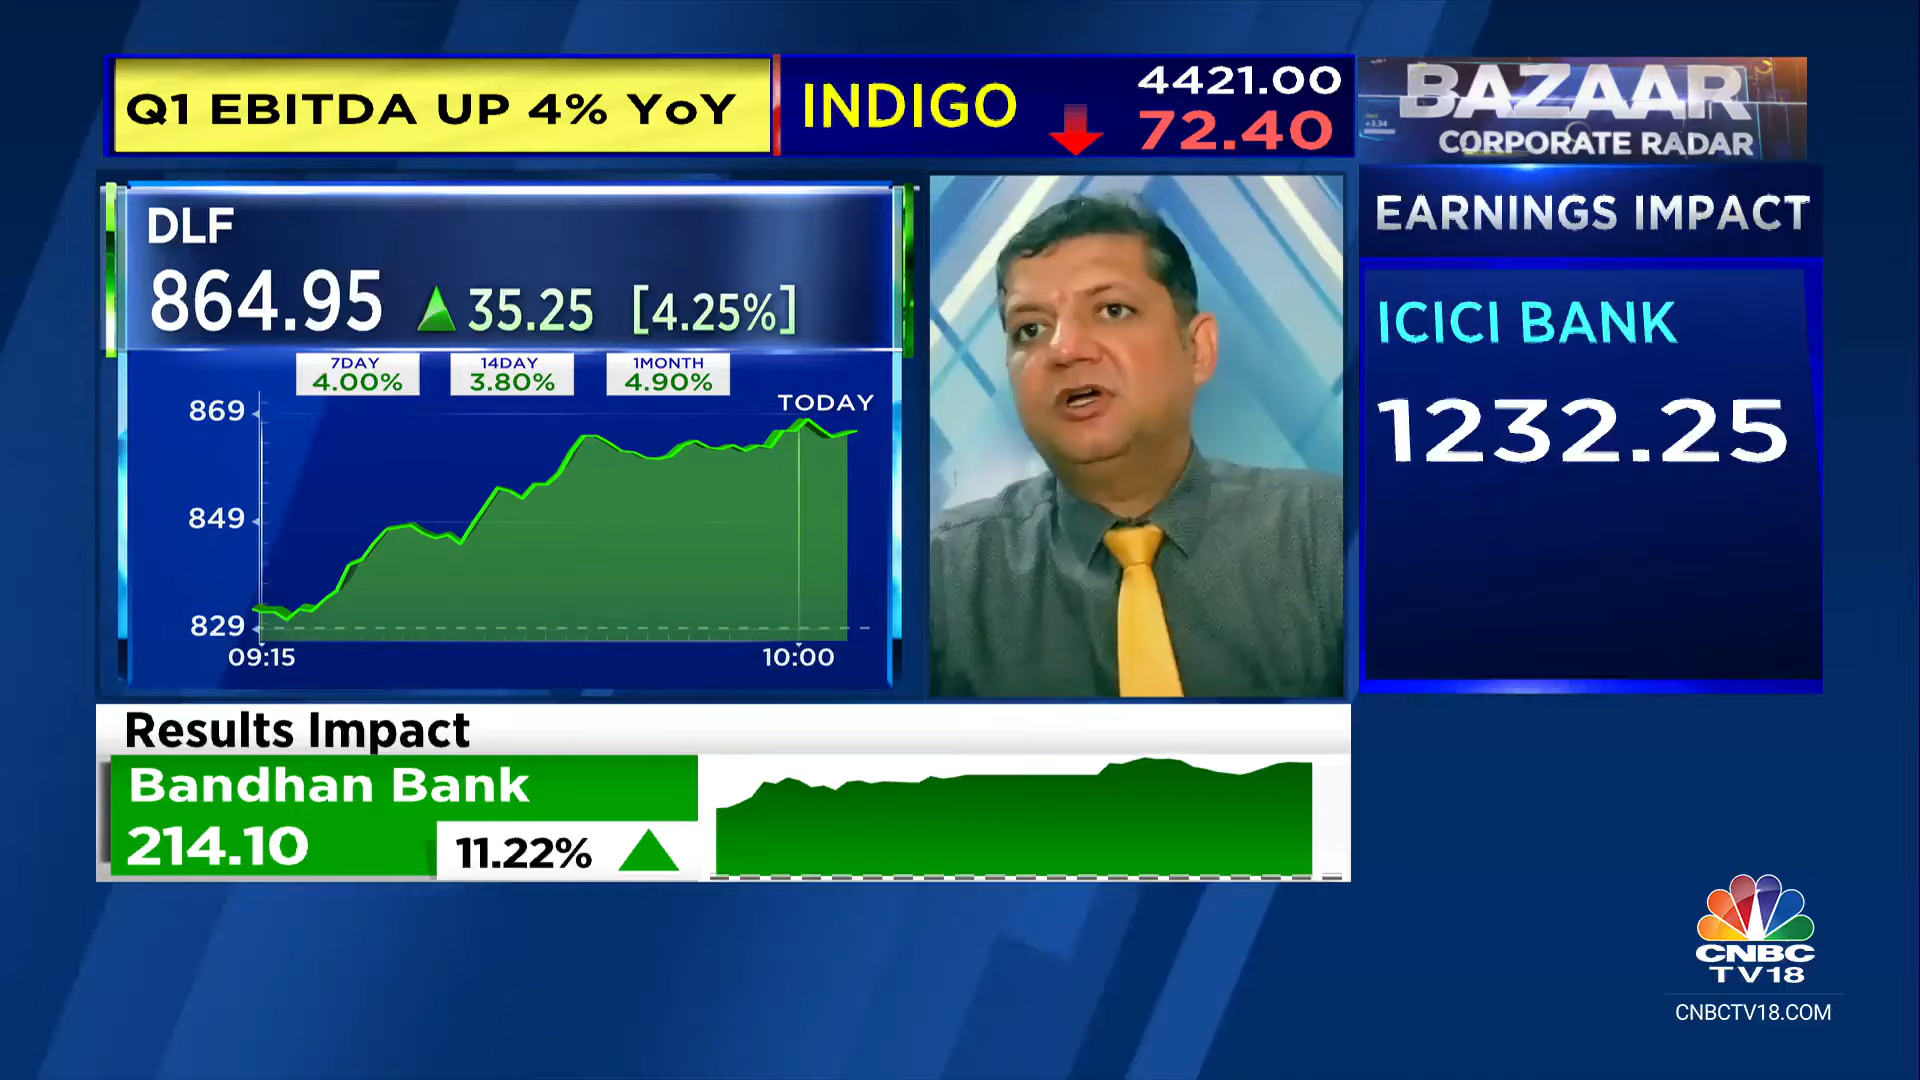 Q1 EBITDA UP 4% YoY
INDIGO
4421.00
72.40
BAZAAR
CORPORATE RADAR
DLF
864.95 35.25 [4.25%]
7DAY
4.00%
14DAY
3.80%
1MONTH
4.90%
TODAY
869
849
829
09:15
10:00
EARNINGS IMPACT
ICICI BANK
1232.25
Results Impact
Bandhan Bank
214.10
11.22%
CNBC
TV18
CNBCTV18.COM